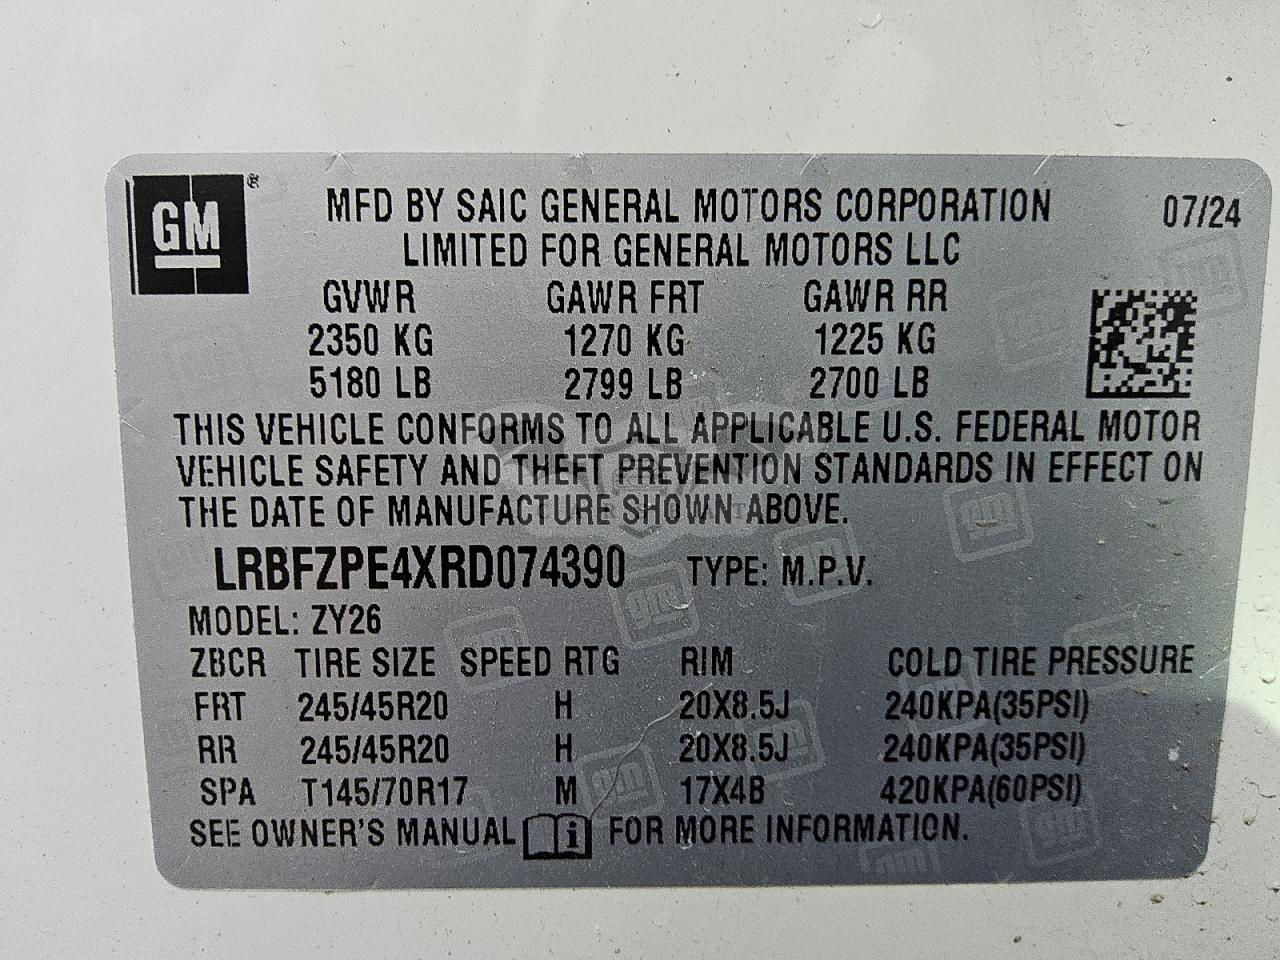 GM ®
MFD BY SAIC GENERAL MOTORS CORPORATION 07/24
LIMITED FOR GENERAL MOTORS LLC
GVWR GAWR FRT GAWR RR
2350 KG 1270 KG 1225 KG
5180 LB 2799 LB 2700 LB
THIS VEHICLE CONFORMS TO ALL APPLICABLE U.S. FEDERAL MOTOR
VEHICLE SAFETY AND THEFT PREVENTION STANDARDS IN EFFECT ON
THE DATE OF MANUFACTURE SHOWN ABOVE.
LRBFZPE4XRD074390 TYPE: M.P.V.
MODEL: ZY26
ZBCR TIRE SIZE SPEED RTG RIM COLD TIRE PRESSURE
FRT 245/45R20 H 20X8.5J 240KPA(35PSI)
RR 245/45R20 H 20X8.5J 240KPA(35PSI)
SPA T145/70R17 M 17X4B 420KPA(60PSI)
SEE OWNER'S MANUAL i FOR MORE INFORMATION.